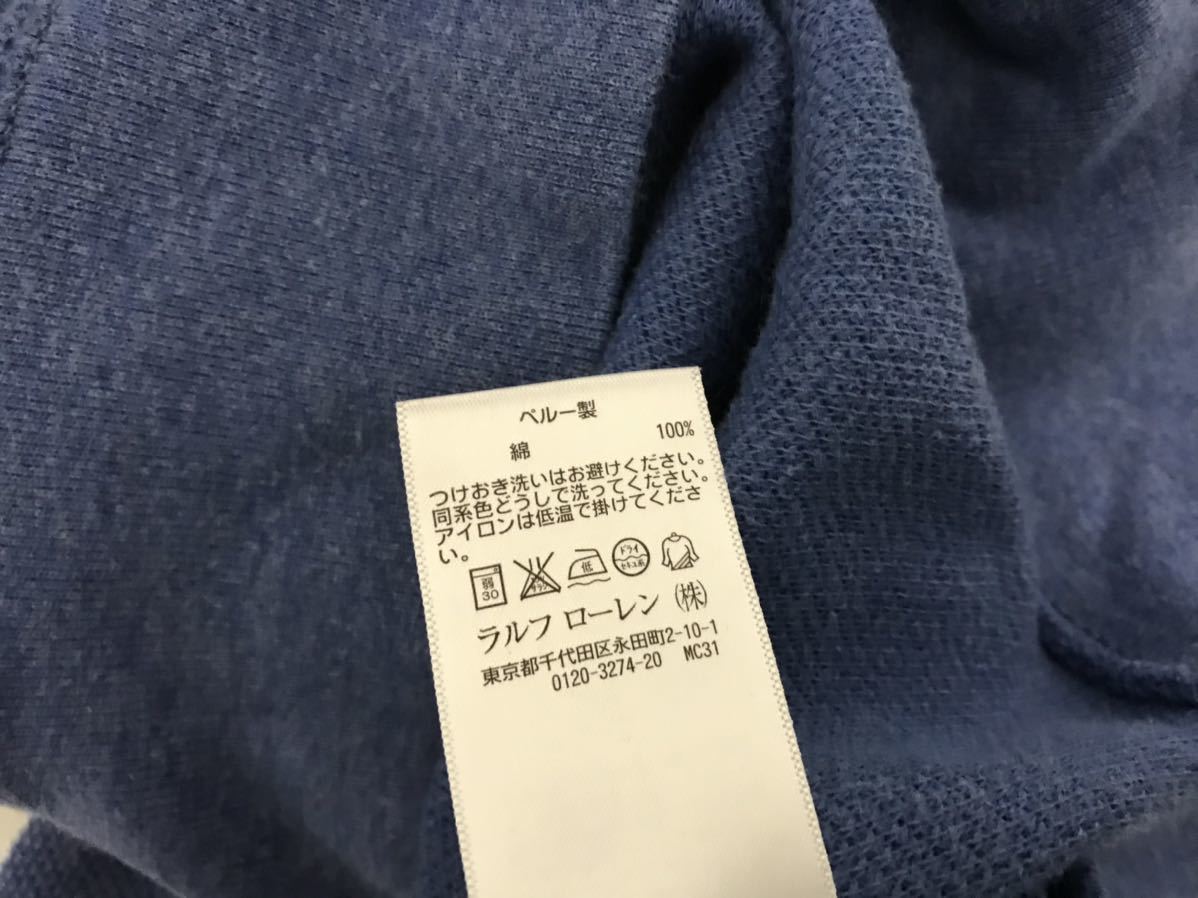 ペルー製
綿 100%
つけおき洗いはお避けください。
同系色どうしで洗ってください。
アイロンは低温で掛けてくださ
い。
弱 30 低 ドライ セキユ系
ラルフ ローレン (株)
東京都千代田区永田町2-10-1
0120-3274-20 MC31